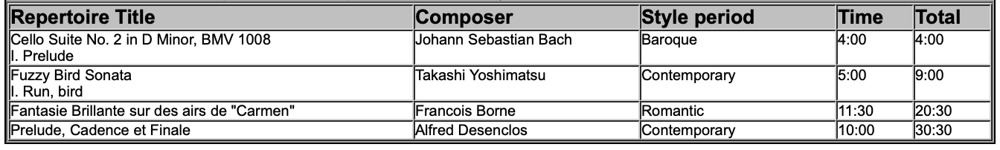 Repertoire Title Composer Style period Time Total
Cello Suite No. 2 in D Minor, BMV 1008 Johann Sebastian Bach Baroque 4:00 4:00
I. Prelude
Fuzzy Bird Sonata Takashi Yoshimatsu Contemporary 5:00 9:00
I. Run, bird
Fantasie Brillante sur des airs de "Carmen" Francois Borne Romantic 11:30 20:30
Prelude, Cadence et Finale Alfred Desenclos Contemporary 10:00 30:30